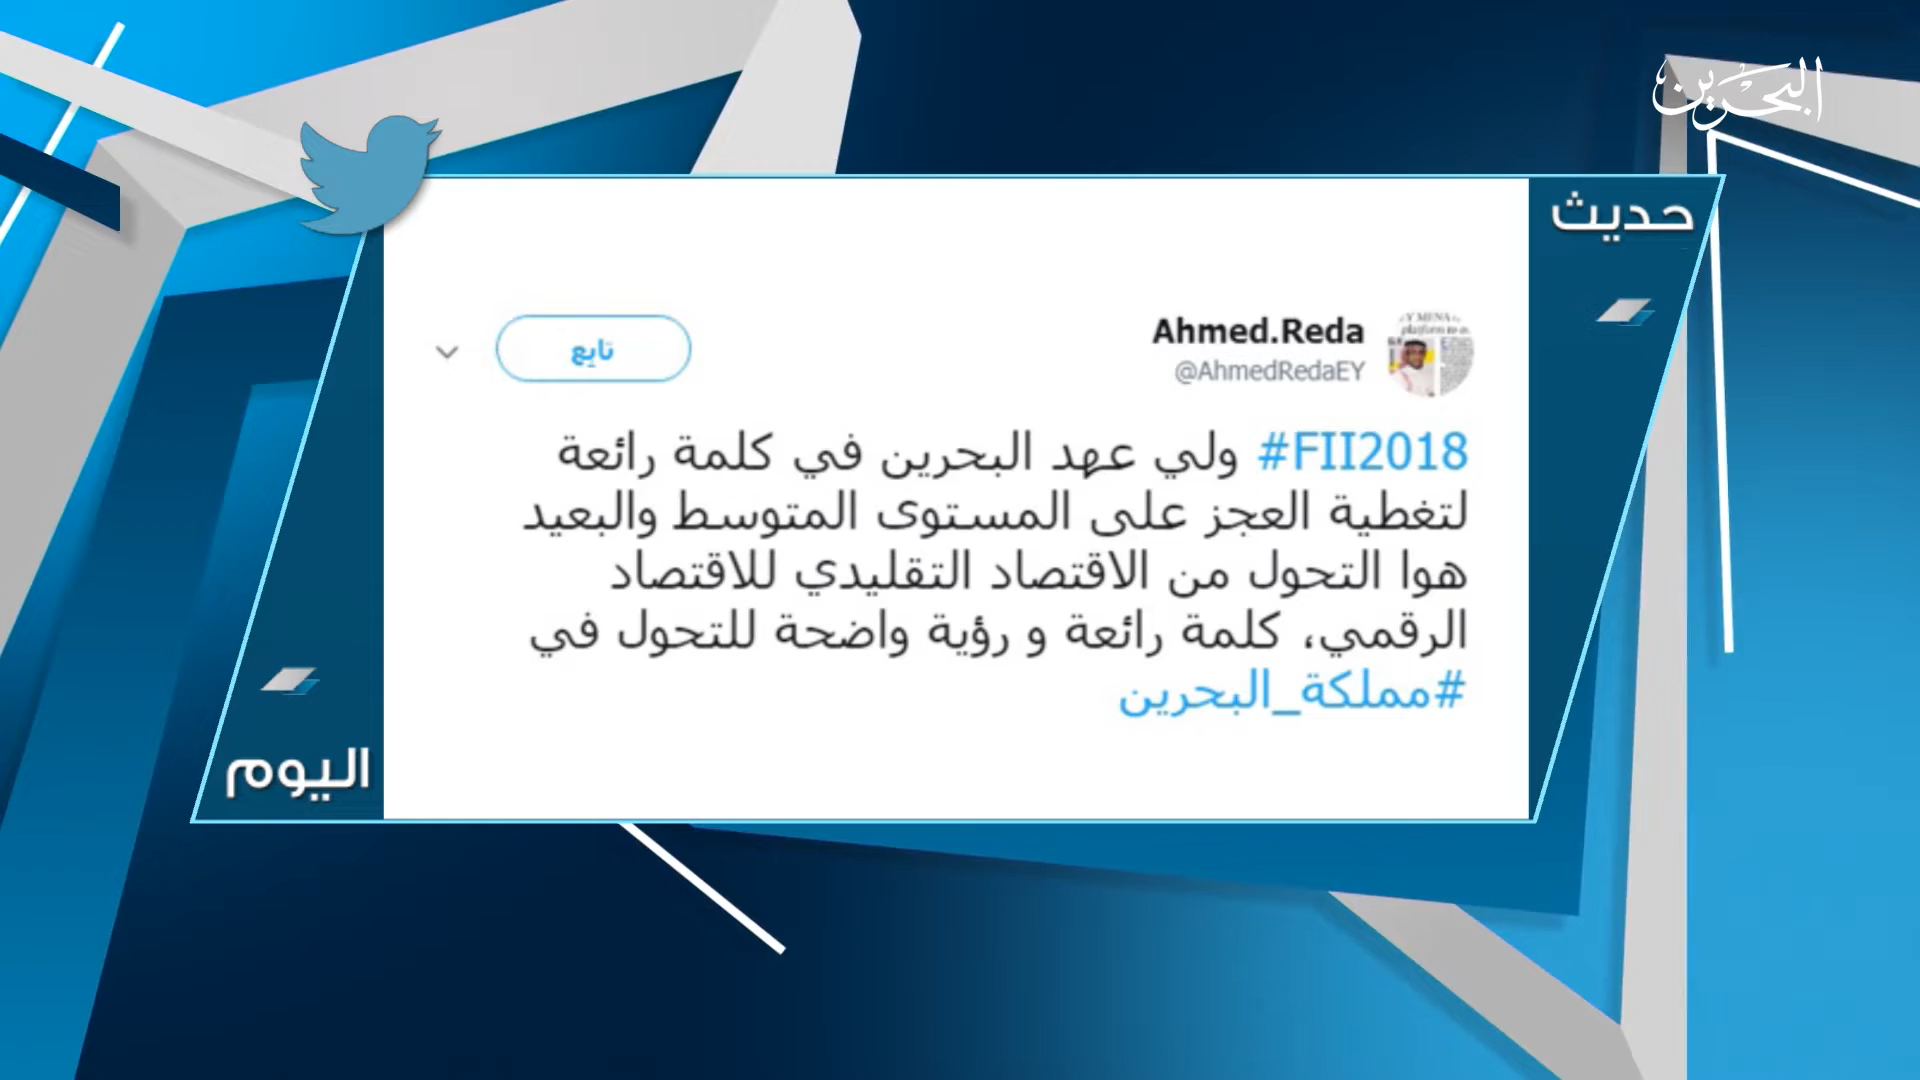 البحرين
حديث
Ahmed.Reda
@AhmedRedaEY
تابع
#FII2018 ولي عهد البحرين في كلمة رائعة
لتغطية العجز على المستوى المتوسط والبعيد
هوا التحول من الاقتصاد التقليدي للاقتصاد
الرقمي، كلمة رائعة و رؤية واضحة للتحول في
#مملكة_البحرين
اليوم